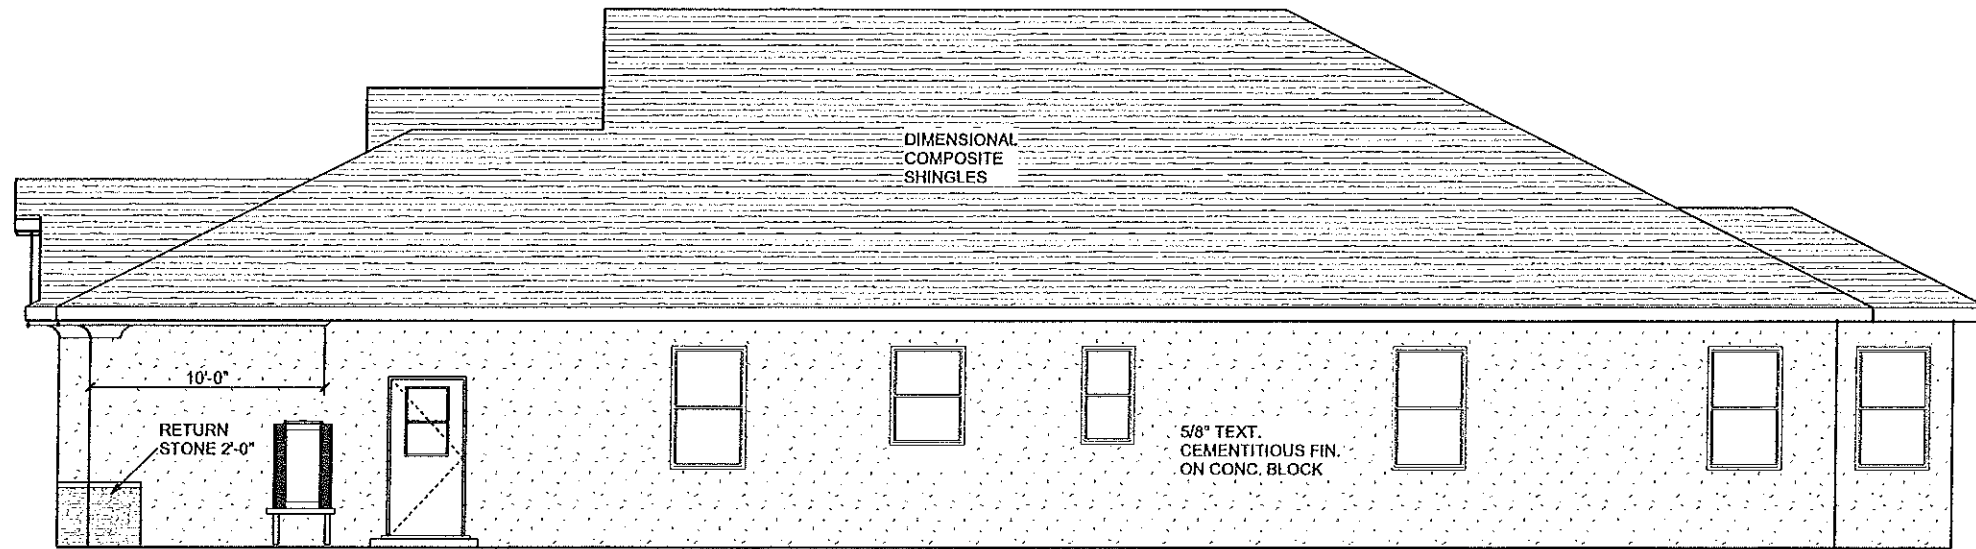 DIMENSIONAL
COMPOSITE
SHINGLES
10'-0"
RETURN
STONE 2'-0"
5/8" TEXT.
CEMENTITIOUS FIN.
ON CONC. BLOCK